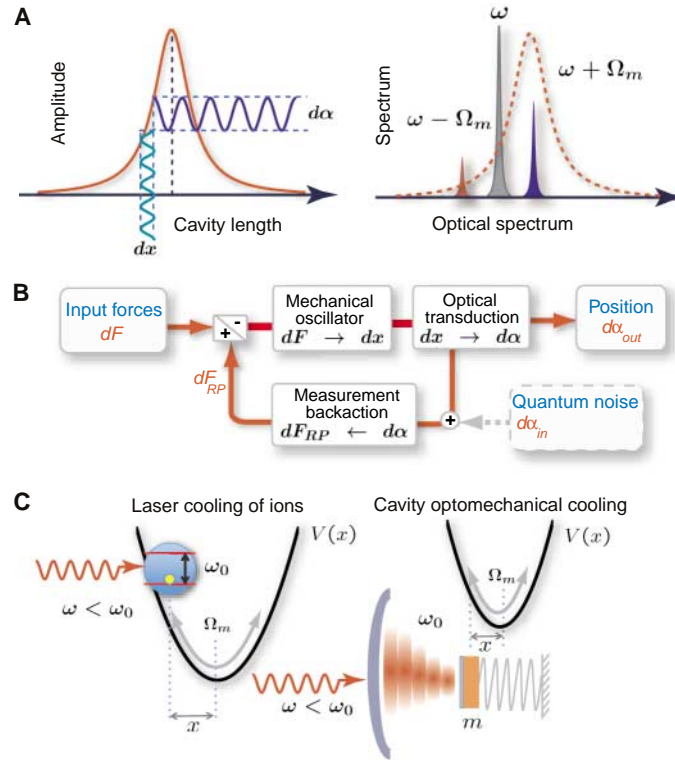 A
Amplitude
dα
Cavity length
dx
Spectrum
ω
ω + Ωm
ω − Ωm
Optical spectrum
B
Input forces
dF
+ -
Mechanical
oscillator
dF → dx
Optical
transduction
dx → dα
Position
dαout
dFRP
Measurement
backaction
dFRP ← dα
+
Quantum noise
dαin
C
Laser cooling of ions
V(x)
ω0
ω < ω0
Ωm
x
Cavity optomechanical cooling
V(x)
Ωm
x
ω0
ω < ω0
m